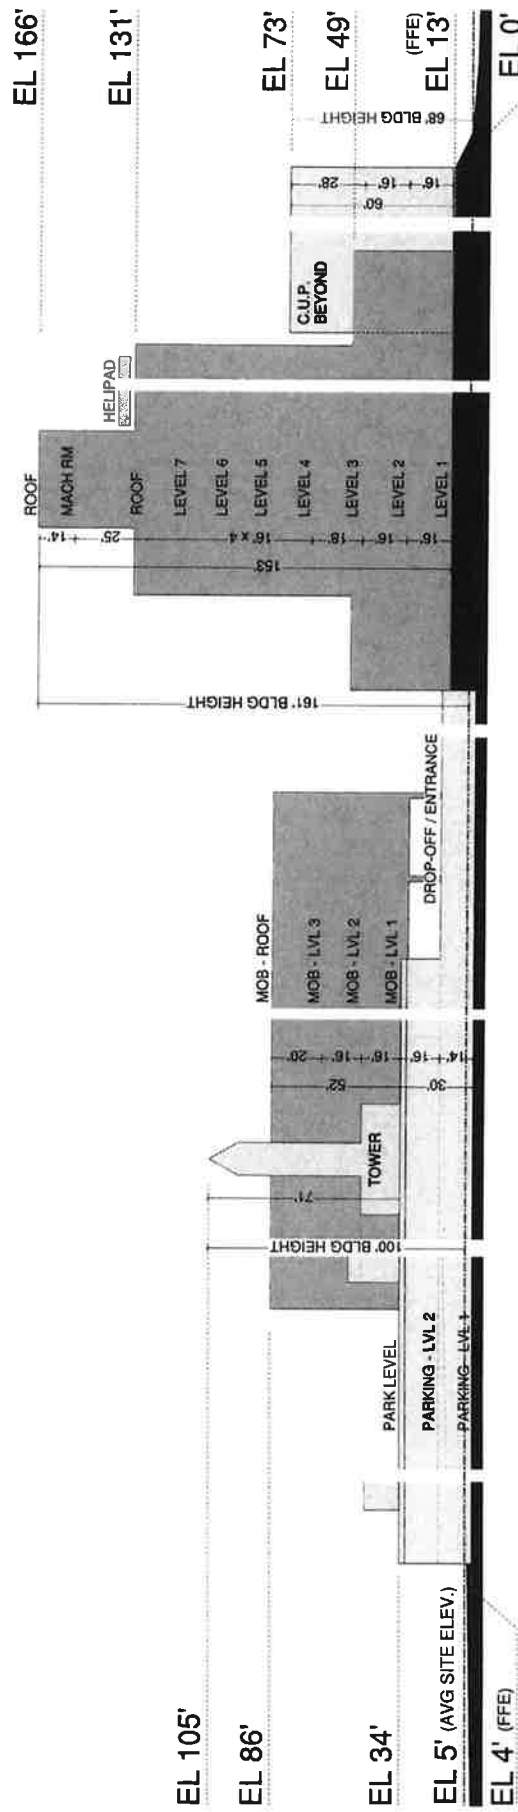 EL 166'
EL 131'
EL 73'
EL 49'
(FFE)
EL 13'
EL 0'
68' BLDG HEIGHT
28'
16'
16'
60'
C.U.P.
BEYOND
HELIPAD
ROOF
MACH RM
ROOF
LEVEL 7
LEVEL 6
LEVEL 5
LEVEL 4
LEVEL 3
LEVEL 2
LEVEL 1
14'
25'
16' x 4
18'
16'
16'
153'
161' BLDG HEIGHT
DROP-OFF / ENTRANCE
MOB - ROOF
MOB - LVL 3
MOB - LVL 2
MOB - LVL 1
20'
16'
16'
16'
14'
52'
30'
TOWER
71'
100' BLDG HEIGHT
PARK LEVEL
PARKING - LVL 2
PARKING - LVL 1
EL 105'
EL 86'
EL 34'
EL 5' (AVG SITE ELEV.)
EL 4' (FFE)